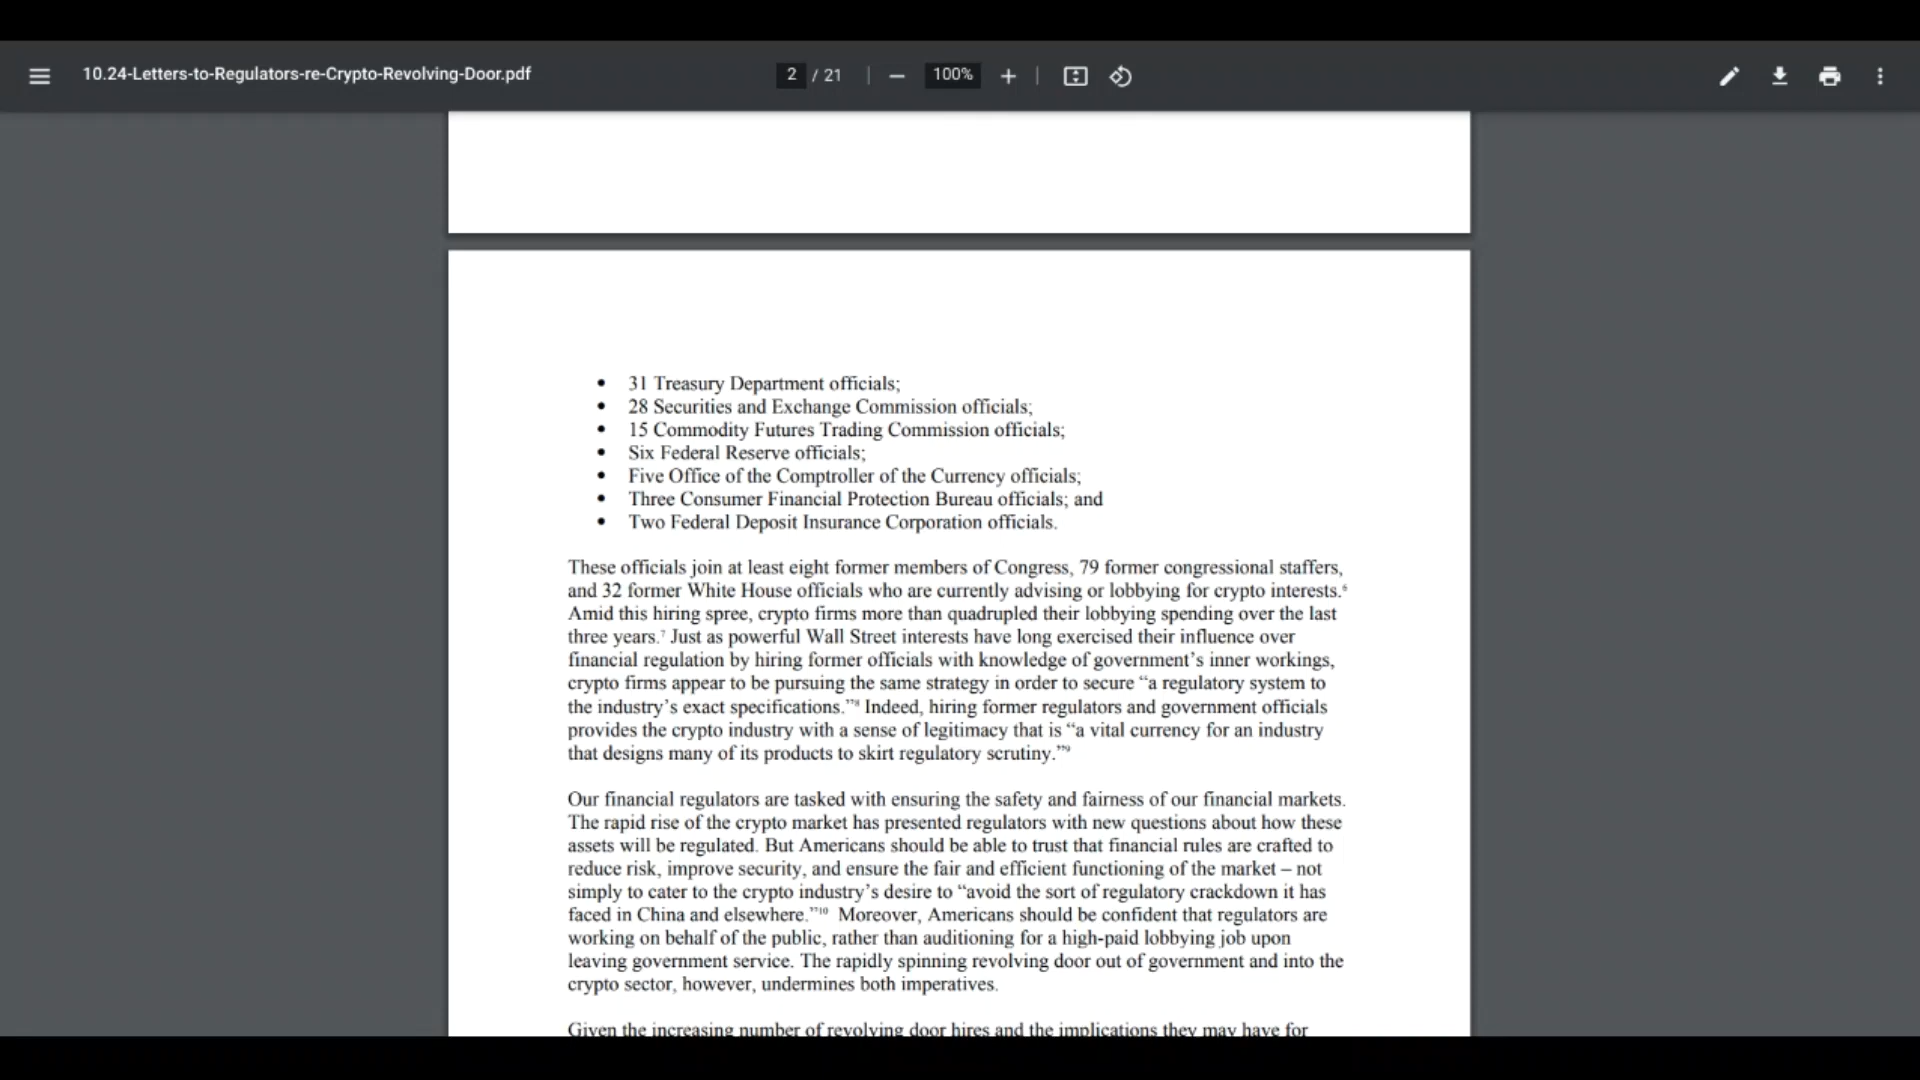 10.24-Letters-to-Regulators-re-Crypto-Revolving-Door.pdf
2 / 21
100%
• 31 Treasury Department officials;
• 28 Securities and Exchange Commission officials;
• 15 Commodity Futures Trading Commission officials;
• Six Federal Reserve officials;
• Five Office of the Comptroller of the Currency officials;
• Three Consumer Financial Protection Bureau officials; and
• Two Federal Deposit Insurance Corporation officials.
These officials join at least eight former members of Congress, 79 former congressional staffers,
and 32 former White House officials who are currently advising or lobbying for crypto interests.⁶
Amid this hiring spree, crypto firms more than quadrupled their lobbying spending over the last
three years.⁷ Just as powerful Wall Street interests have long exercised their influence over
financial regulation by hiring former officials with knowledge of government’s inner workings,
crypto firms appear to be pursuing the same strategy in order to secure “a regulatory system to
the industry’s exact specifications.”⁸ Indeed, hiring former regulators and government officials
provides the crypto industry with a sense of legitimacy that is “a vital currency for an industry
that designs many of its products to skirt regulatory scrutiny.”⁹
Our financial regulators are tasked with ensuring the safety and fairness of our financial markets.
The rapid rise of the crypto market has presented regulators with new questions about how these
assets will be regulated. But Americans should be able to trust that financial rules are crafted to
reduce risk, improve security, and ensure the fair and efficient functioning of the market – not
simply to cater to the crypto industry’s desire to “avoid the sort of regulatory crackdown it has
faced in China and elsewhere.”¹⁰ Moreover, Americans should be confident that regulators are
working on behalf of the public, rather than auditioning for a high-paid lobbying job upon
leaving government service. The rapidly spinning revolving door out of government and into the
crypto sector, however, undermines both imperatives.
Given the increasing number of revolving door hires and the implications they may have for